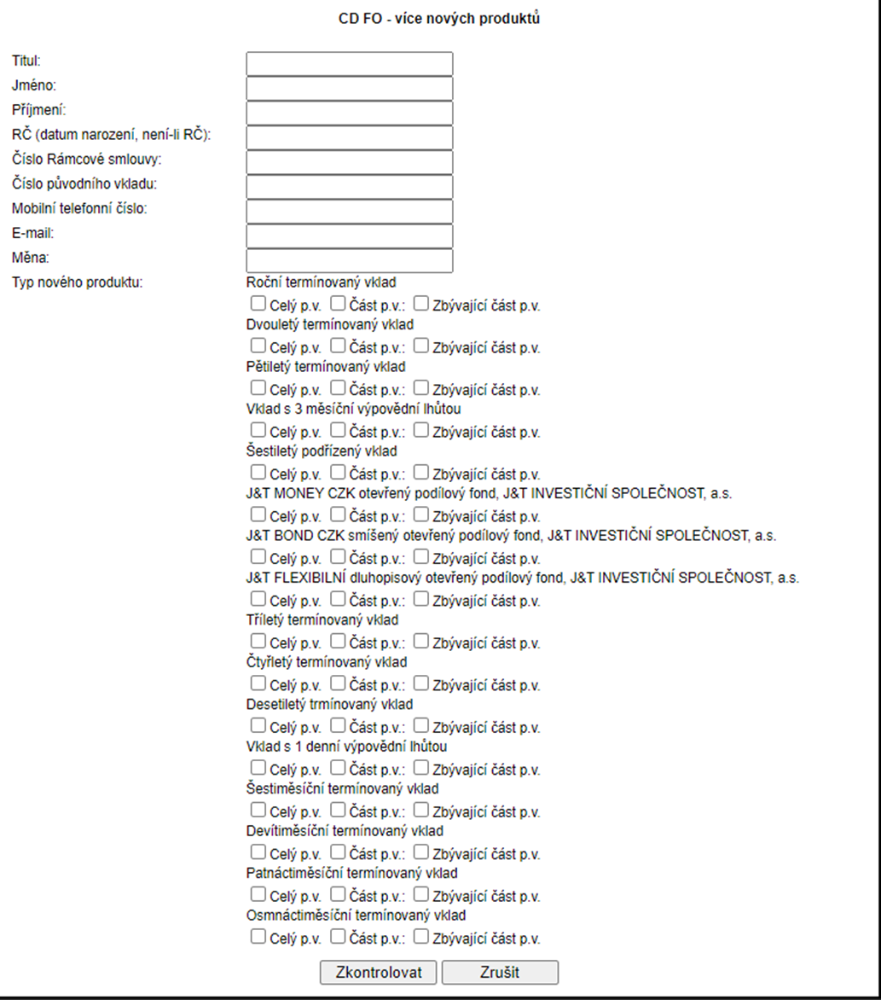 CD FO - více nových produktů
Titul:
Jméno:
Příjmení:
RČ (datum narození, není-li RČ):
Číslo Rámcové smlouvy:
Číslo původního vkladu:
Mobilní telefonní číslo:
E-mail:
Měna:
Typ nového produktu: Roční termínovaný vklad
Celý p.v. Část p.v.: Zbývající část p.v.
Dvouletý termínovaný vklad
Celý p.v. Část p.v.: Zbývající část p.v.
Pětiletý termínovaný vklad
Celý p.v. Část p.v.: Zbývající část p.v.
Vklad s 3 měsíční výpovědní lhůtou
Celý p.v. Část p.v.: Zbývající část p.v.
Šestiletý podřízený vklad
Celý p.v. Část p.v.: Zbývající část p.v.
J&T MONEY CZK otevřený podílový fond, J&T INVESTIČNÍ SPOLEČNOST, a.s.
Celý p.v. Část p.v.: Zbývající část p.v.
J&T BOND CZK smíšený otevřený podílový fond, J&T INVESTIČNÍ SPOLEČNOST, a.s.
Celý p.v. Část p.v.: Zbývající část p.v.
J&T FLEXIBILNÍ dluhopisový otevřený podílový fond, J&T INVESTIČNÍ SPOLEČNOST, a.s.
Celý p.v. Část p.v.: Zbývající část p.v.
Tříletý termínovaný vklad
Celý p.v. Část p.v.: Zbývající část p.v.
Čtyřletý termínovaný vklad
Celý p.v. Část p.v.: Zbývající část p.v.
Desetiletý trmínovaný vklad
Celý p.v. Část p.v.: Zbývající část p.v.
Vklad s 1 denní výpovědní lhůtou
Celý p.v. Část p.v.: Zbývající část p.v.
Šestiměsíční termínovaný vklad
Celý p.v. Část p.v.: Zbývající část p.v.
Devítiměsíční termínovaný vklad
Celý p.v. Část p.v.: Zbývající část p.v.
Patnáctiměsíční termínovaný vklad
Celý p.v. Část p.v.: Zbývající část p.v.
Osmnáctiměsíční termínovaný vklad
Celý p.v. Část p.v.: Zbývající část p.v.
Zkontrolovat Zrušit